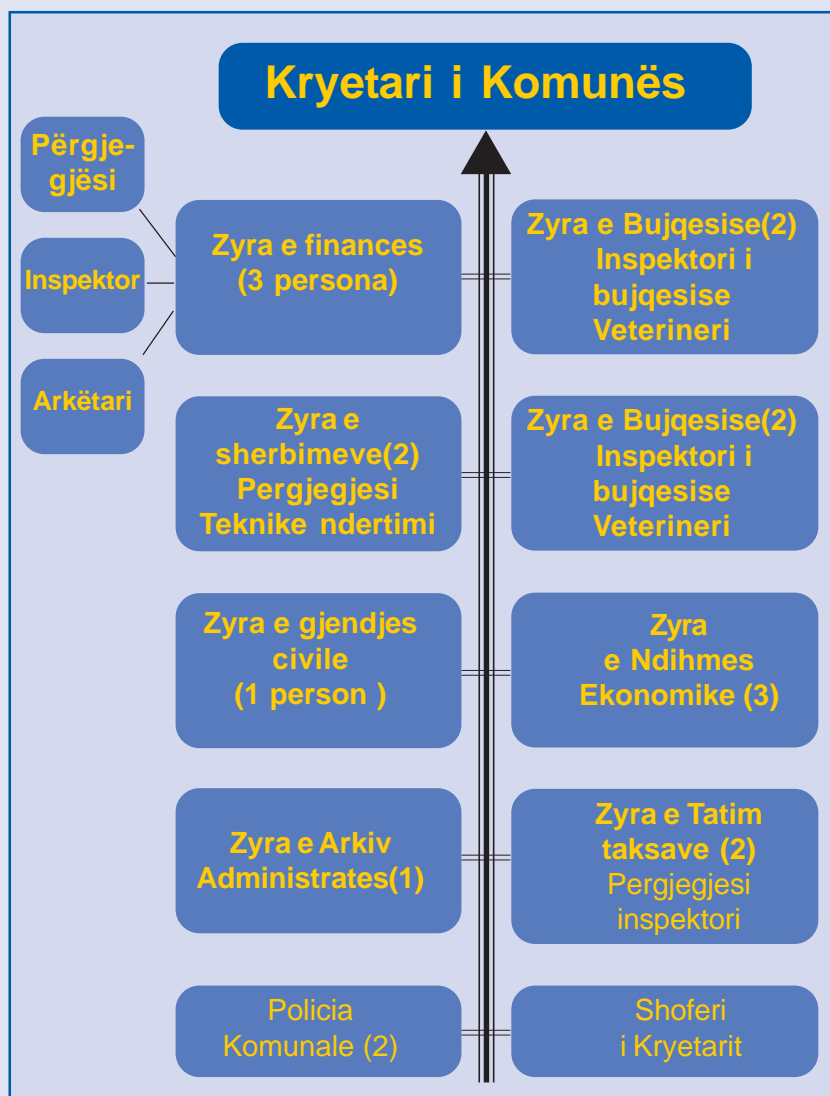 Kryetari i Komunës
Përgje-
gjësi
Inspektor
Arkëtari
Zyra e finances
(3 persona)
Zyra e Bujqesise(2)
Inspektori i
bujqesise
Veterineri
Zyra e
sherbimeve(2)
Pergjegjesi
Teknike ndertimi
Zyra e Bujqesise(2)
Inspektori i
bujqesise
Veterineri
Zyra e gjendjes
civile
(1 person )
Zyra
e Ndihmes
Ekonomike (3)
Zyra e Arkiv
Administrates(1)
Zyra e Tatim
taksave (2)
Pergjegjesi
inspektori
Policia
Komunale (2)
Shoferi
i Kryetarit